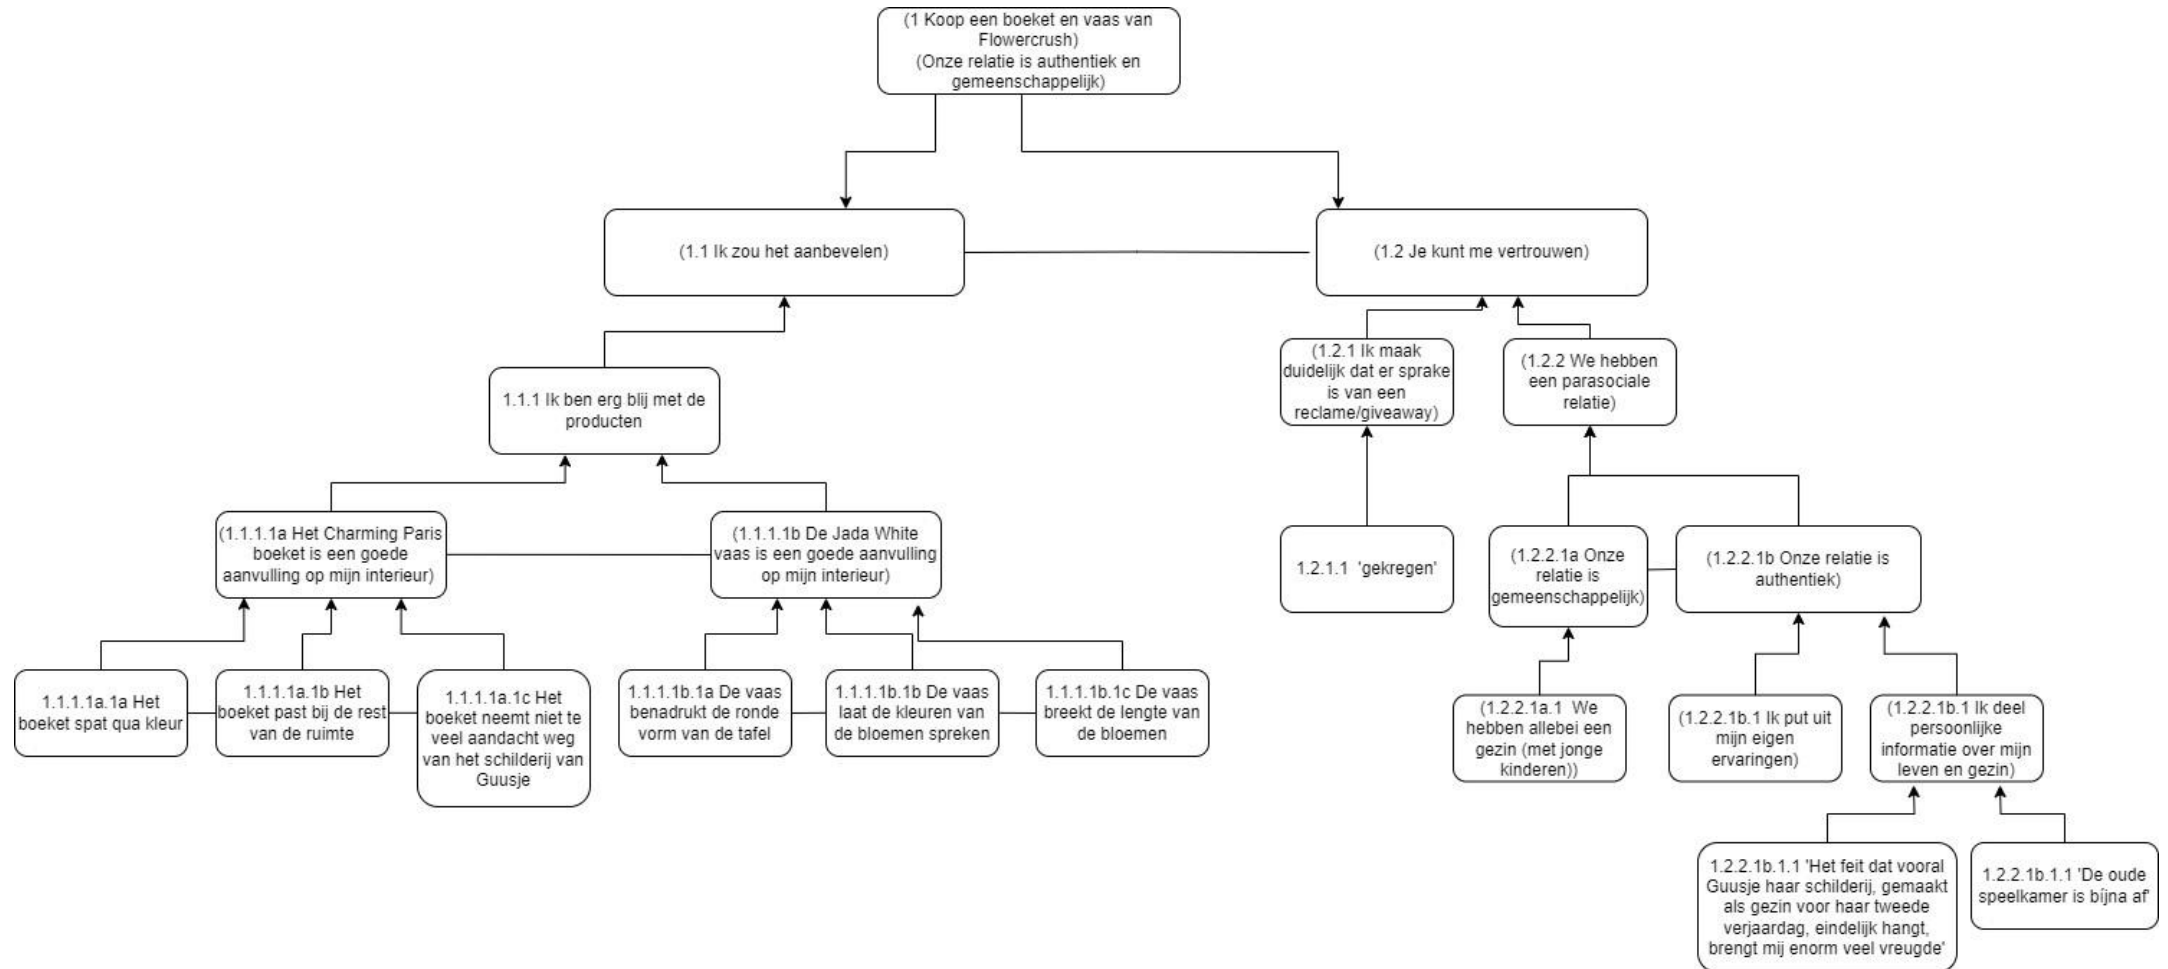 (1 Koop een boeket en vaas van
Flowercrush)
(Onze relatie is authentiek en
gemeenschappelijk)
(1.1 Ik zou het aanbevelen)
(1.2 Je kunt me vertrouwen)
1.1.1 Ik ben erg blij met de
producten
(1.2.1 Ik maak
duidelijk dat er sprake
is van een
reclame/giveaway)
(1.2.2 We hebben
een parasociale
relatie)
(1.1.1.1a Het Charming Paris
boeket is een goede
aanvulling op mijn interieur)
(1.1.1.1b De Jada White
vaas is een goede aanvulling
op mijn interieur)
1.2.1.1 'gekregen'
(1.2.2.1a Onze
relatie is
gemeenschappelijk)
(1.2.2.1b Onze relatie is
authentiek)
1.1.1.1a.1a Het
boeket spat qua kleur
1.1.1.1a.1b Het
boeket past bij de rest
van de ruimte
1.1.1.1a.1c Het
boeket neemt niet te
veel aandacht weg
van het schilderij van
Guusje
1.1.1.1b.1a De vaas
benadrukt de ronde
vorm van de tafel
1.1.1.1b.1b De vaas
laat de kleuren van
de bloemen spreken
1.1.1.1b.1c De vaas
breekt de lengte van
de bloemen
(1.2.2.1a.1 We
hebben allebei een
gezin (met jonge
kinderen))
(1.2.2.1b.1 Ik put uit
mijn eigen
ervaringen)
(1.2.2.1b.1 Ik deel
persoonlijke
informatie over mijn
leven en gezin)
1.2.2.1b.1.1 'Het feit dat vooral
Guusje haar schilderij, gemaakt
als gezin voor haar tweede
verjaardag, eindelijk hangt,
brengt mij enorm veel vreugde'
1.2.2.1b.1.1 'De oude
speelkamer is bijna af'